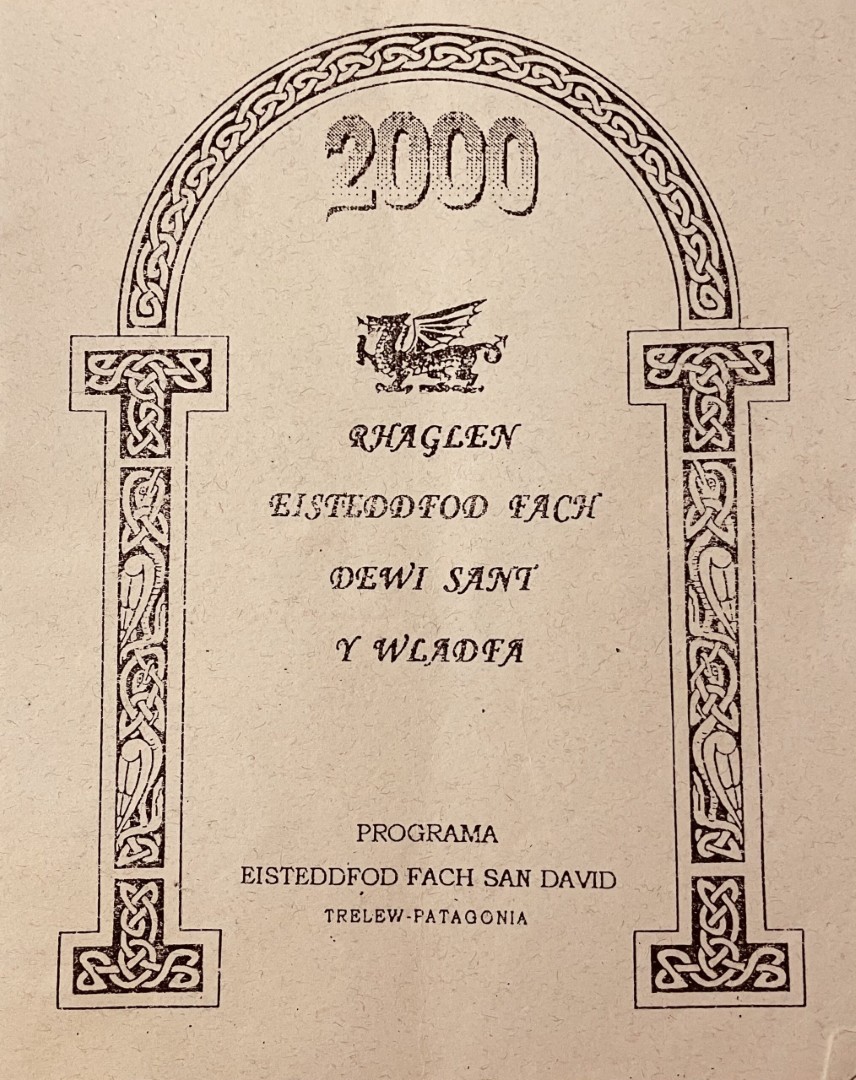 2000
RHAGLEN
EISTEDDFOD FACH
DEWI SANT
Y WLADFA
PROGRAMA
EISTEDDFOD FACH SAN DAVID
TRELEW-PATAGONIA